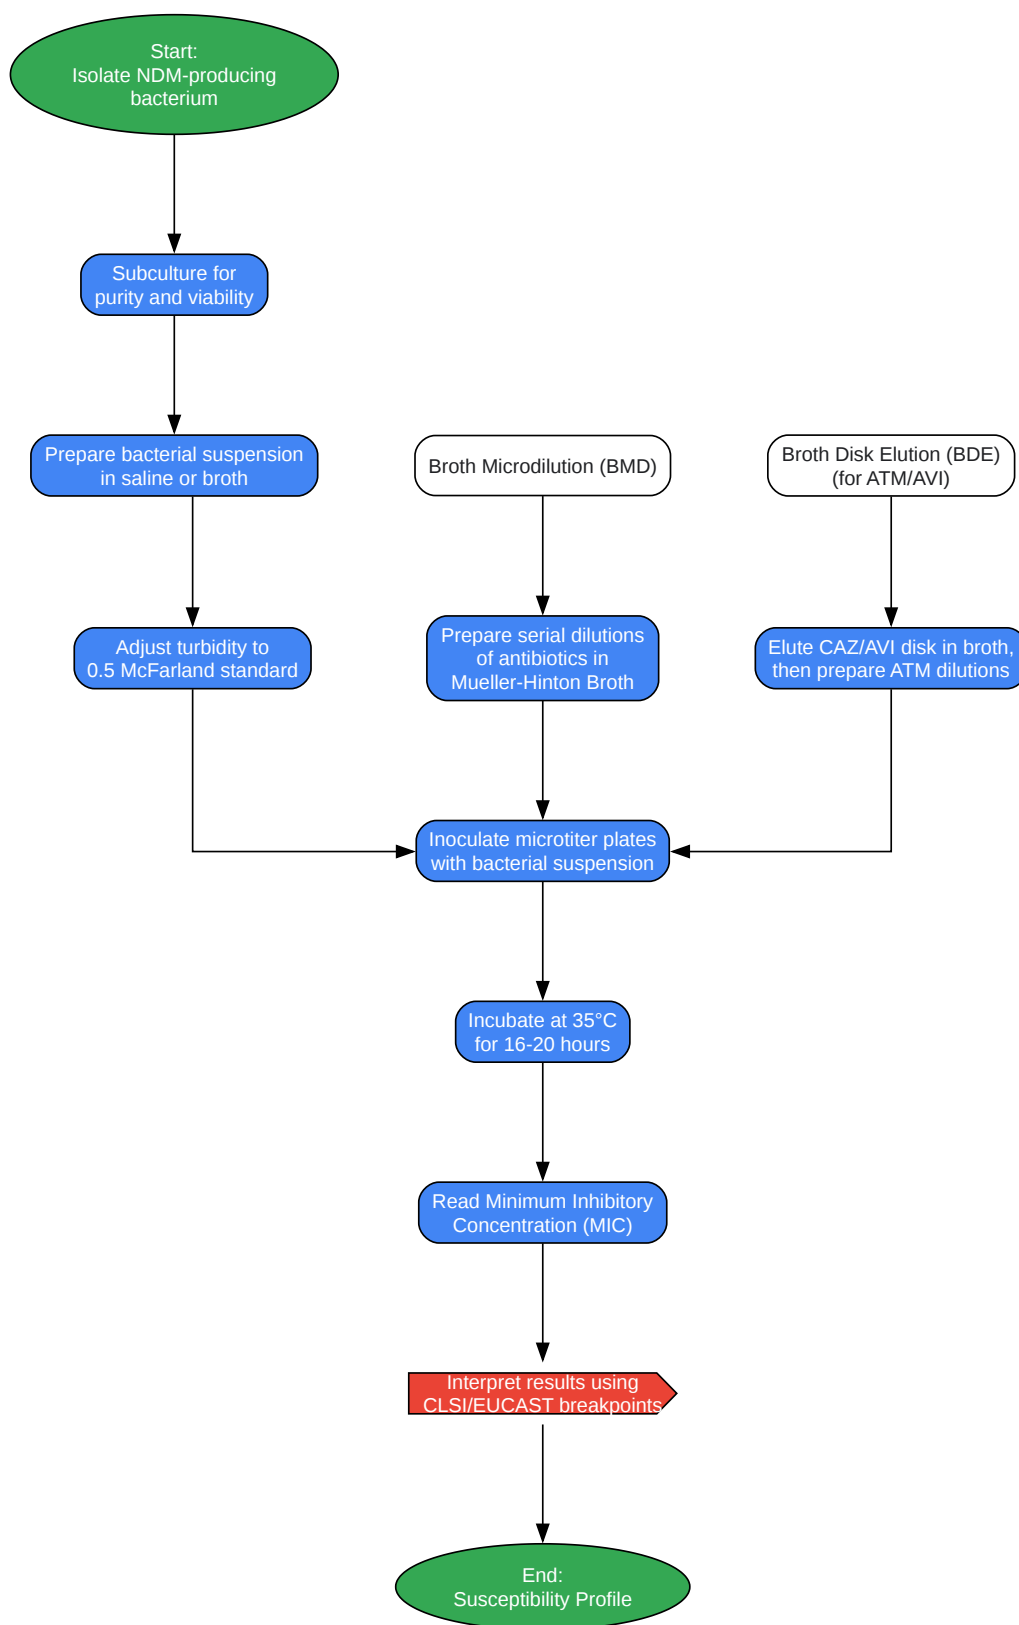 Start:
Isolate NDM-producing
bacterium
Subculture for
purity and viability
Prepare bacterial suspension
in saline or broth
Broth Microdilution (BMD)
Broth Disk Elution (BDE)
(for ATM/AVI)
Adjust turbidity to
0.5 McFarland standard
Prepare serial dilutions
of antibiotics in
Mueller-Hinton Broth
Elute CAZ/AVI disk in broth,
then prepare ATM dilutions
Inoculate microtiter plates
with bacterial suspension
Incubate at 35°C
for 16-20 hours
Read Minimum Inhibitory
Concentration (MIC)
Interpret results using
CLSI/EUCAST breakpoints
End:
Susceptibility Profile